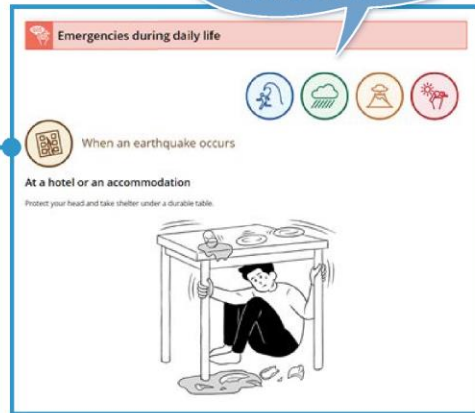 Emergencies during daily life
When an earthquake occurs
At a hotel or an accommodation
Protect your head and take shelter under a durable table.